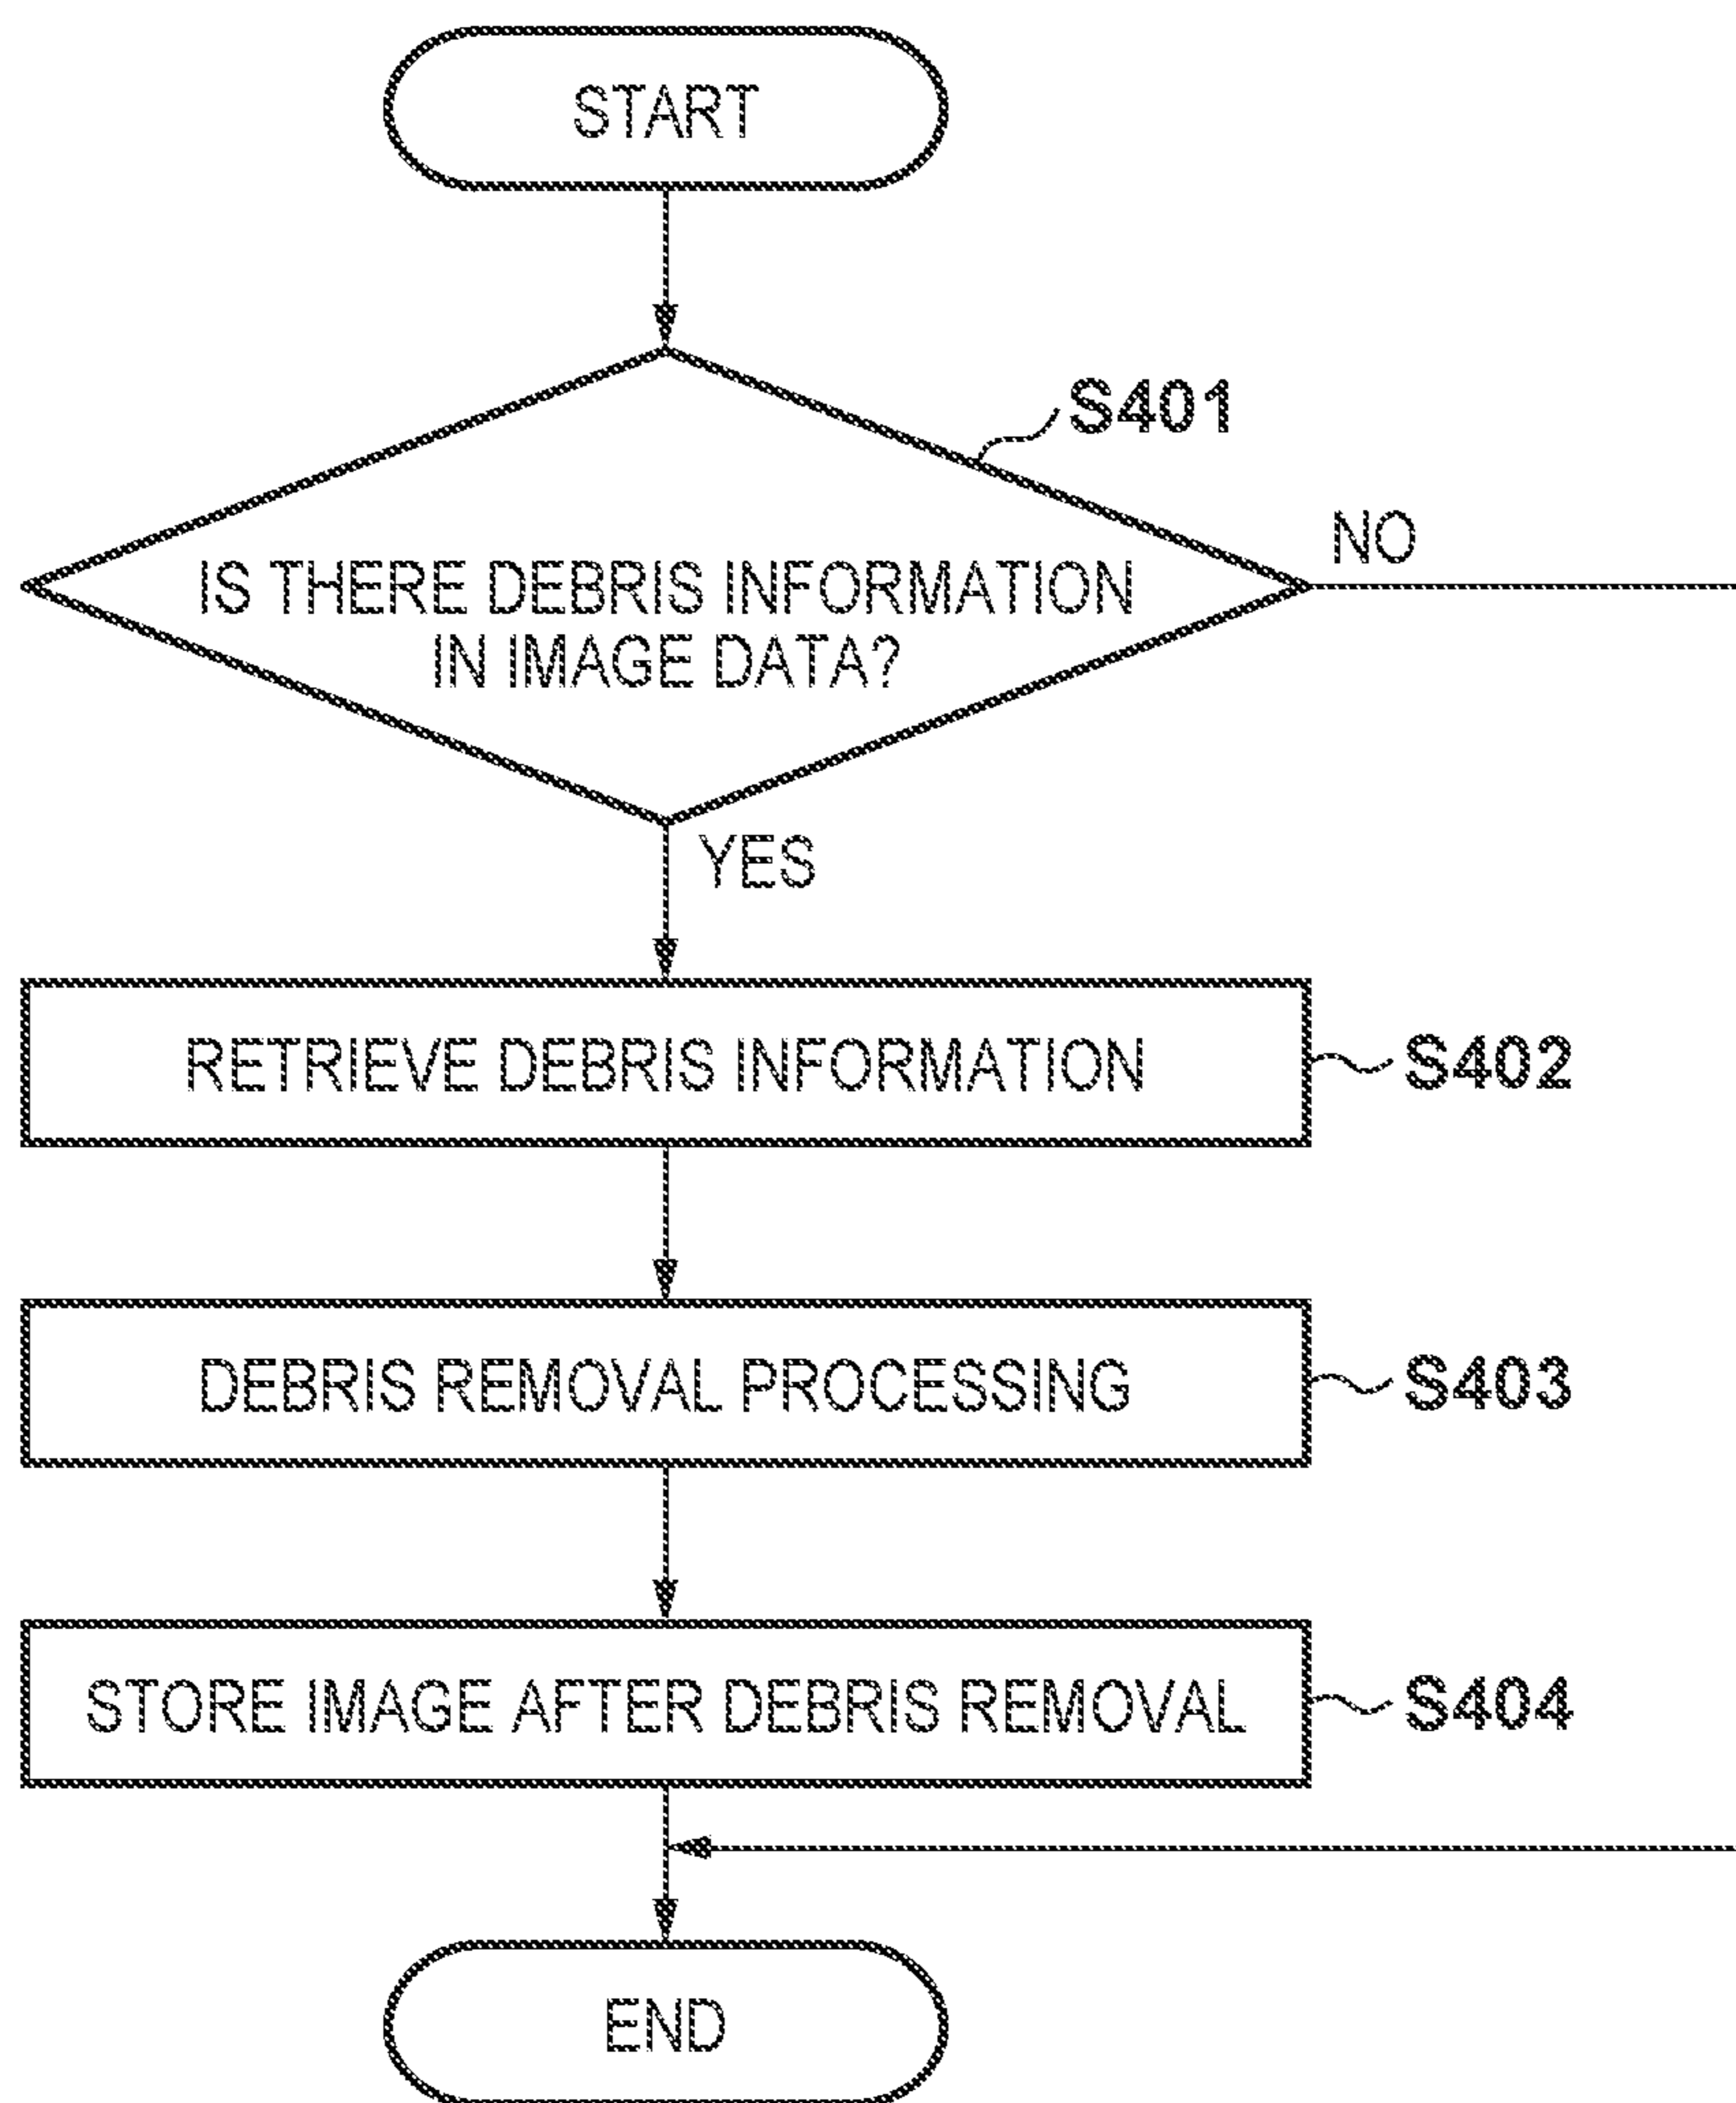 START
S401
NO
IS THERE DEBRIS INFORMATION
IN IMAGE DATA?
YES
RETRIEVE DEBRIS INFORMATION
S402
DEBRIS REMOVAL PROCESSING
S403
STORE IMAGE AFTER DEBRIS REMOVAL
S404
END